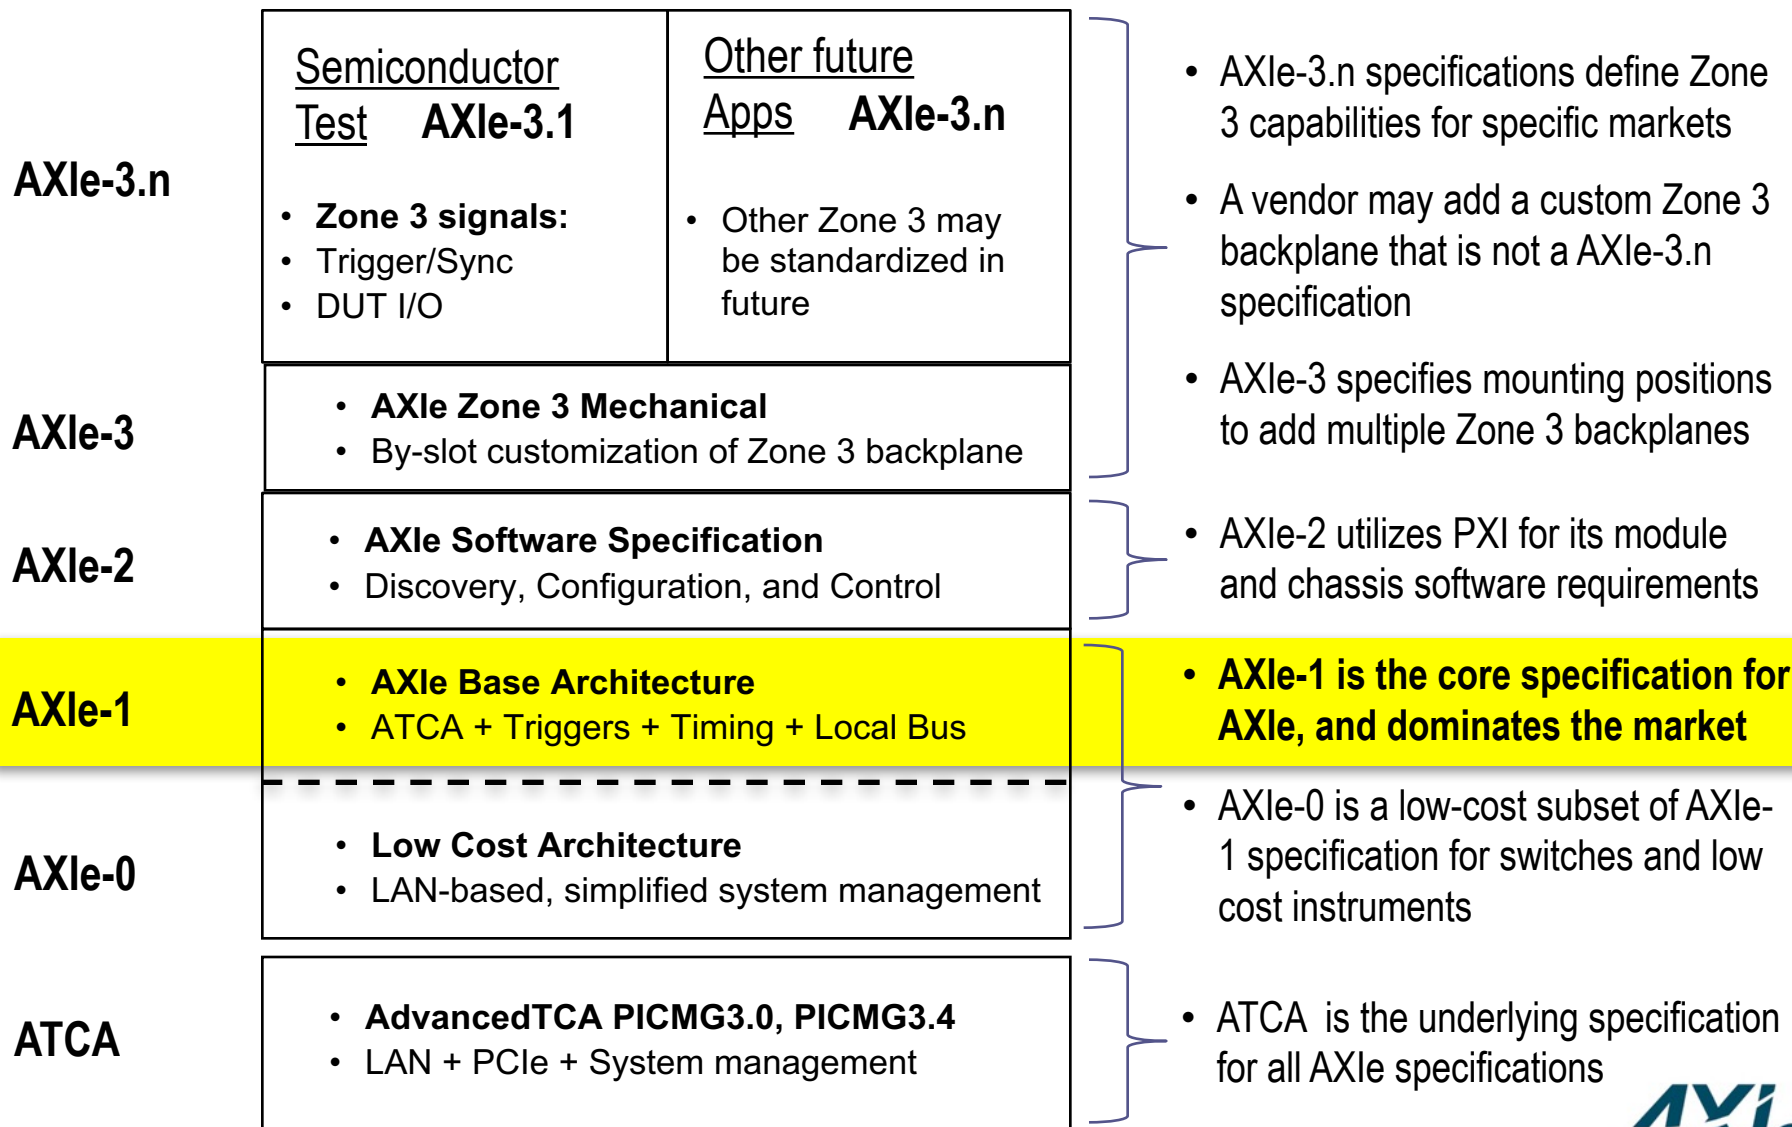 AXIe-3.n
Semiconductor
Test AXIe-3.1
• Zone 3 signals:
• Trigger/Sync
• DUT I/O
Other future
Apps AXIe-3.n
• Other Zone 3 may
be standardized in
future
• AXIe-3.n specifications define Zone
3 capabilities for specific markets
• A vendor may add a custom Zone 3
backplane that is not a AXIe-3.n
specification
• AXIe-3 specifies mounting positions
to add multiple Zone 3 backplanes
AXIe-3
• AXIe Zone 3 Mechanical
• By-slot customization of Zone 3 backplane
AXIe-2
• AXIe Software Specification
• Discovery, Configuration, and Control
• AXIe-2 utilizes PXI for its module
and chassis software requirements
AXIe-1
• AXIe Base Architecture
• ATCA + Triggers + Timing + Local Bus
• AXIe-1 is the core specification for
AXIe, and dominates the market
AXIe-0
• Low Cost Architecture
• LAN-based, simplified system management
• AXIe-0 is a low-cost subset of AXIe-
1 specification for switches and low
cost instruments
ATCA
• AdvancedTCA PICMG3.0, PICMG3.4
• LAN + PCIe + System management
• ATCA is the underlying specification
for all AXIe specifications